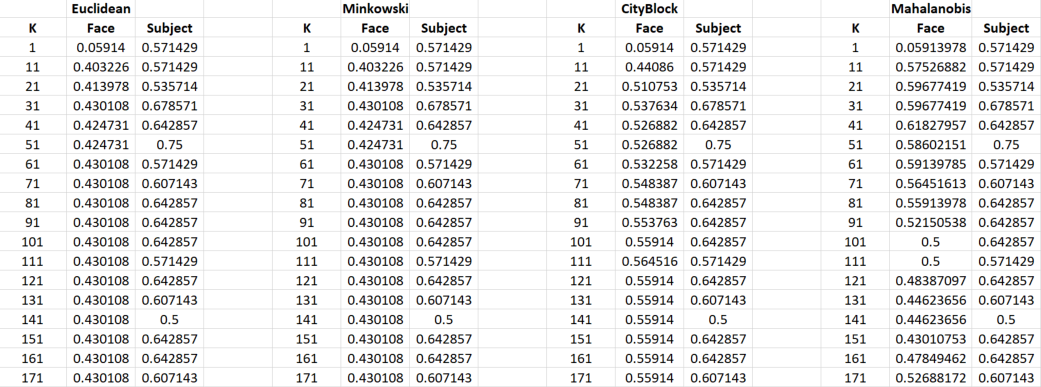 Euclidean Minkowski CityBlock Mahalanobis
K Face Subject K Face Subject K Face Subject K Face Subject
1 0.05914 0.571429 1 0.05914 0.571429 1 0.05914 0.571429 1 0.05913978 0.571429
11 0.403226 0.571429 11 0.403226 0.571429 11 0.44086 0.571429 11 0.57526882 0.571429
21 0.413978 0.535714 21 0.413978 0.535714 21 0.510753 0.535714 21 0.59677419 0.535714
31 0.430108 0.678571 31 0.430108 0.678571 31 0.537634 0.678571 31 0.59677419 0.678571
41 0.424731 0.642857 41 0.424731 0.642857 41 0.526882 0.642857 41 0.61827957 0.642857
51 0.424731 0.75 51 0.424731 0.75 51 0.526882 0.75 51 0.58602151 0.75
61 0.430108 0.571429 61 0.430108 0.571429 61 0.532258 0.571429 61 0.59139785 0.571429
71 0.430108 0.607143 71 0.430108 0.607143 71 0.548387 0.607143 71 0.56451613 0.607143
81 0.430108 0.642857 81 0.430108 0.642857 81 0.548387 0.642857 81 0.55913978 0.642857
91 0.430108 0.642857 91 0.430108 0.642857 91 0.553763 0.642857 91 0.52150538 0.642857
101 0.430108 0.642857 101 0.430108 0.642857 101 0.55914 0.642857 101 0.5 0.642857
111 0.430108 0.571429 111 0.430108 0.571429 111 0.564516 0.571429 111 0.5 0.571429
121 0.430108 0.642857 121 0.430108 0.642857 121 0.55914 0.642857 121 0.48387097 0.642857
131 0.430108 0.607143 131 0.430108 0.607143 131 0.55914 0.607143 131 0.44623656 0.607143
141 0.430108 0.5 141 0.430108 0.5 141 0.55914 0.5 141 0.44623656 0.5
151 0.430108 0.642857 151 0.430108 0.642857 151 0.55914 0.642857 151 0.43010753 0.642857
161 0.430108 0.642857 161 0.430108 0.642857 161 0.55914 0.642857 161 0.47849462 0.642857
171 0.430108 0.607143 171 0.430108 0.607143 171 0.55914 0.607143 171 0.52688172 0.607143